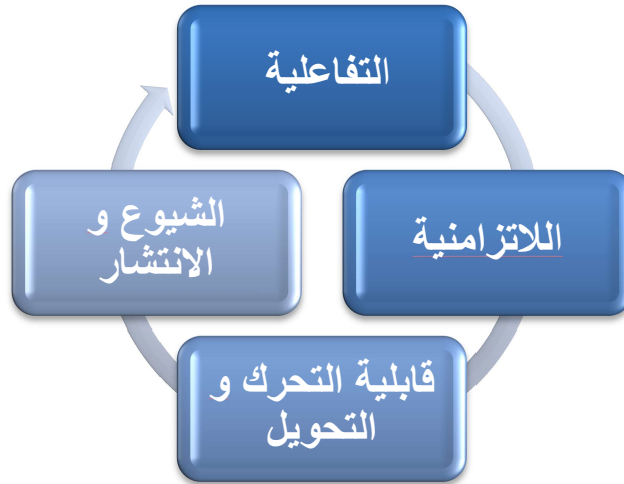 التفاعلية
اللاتزامنية
قابلية التحرك و
التحويل
الشيوع و
الانتشار